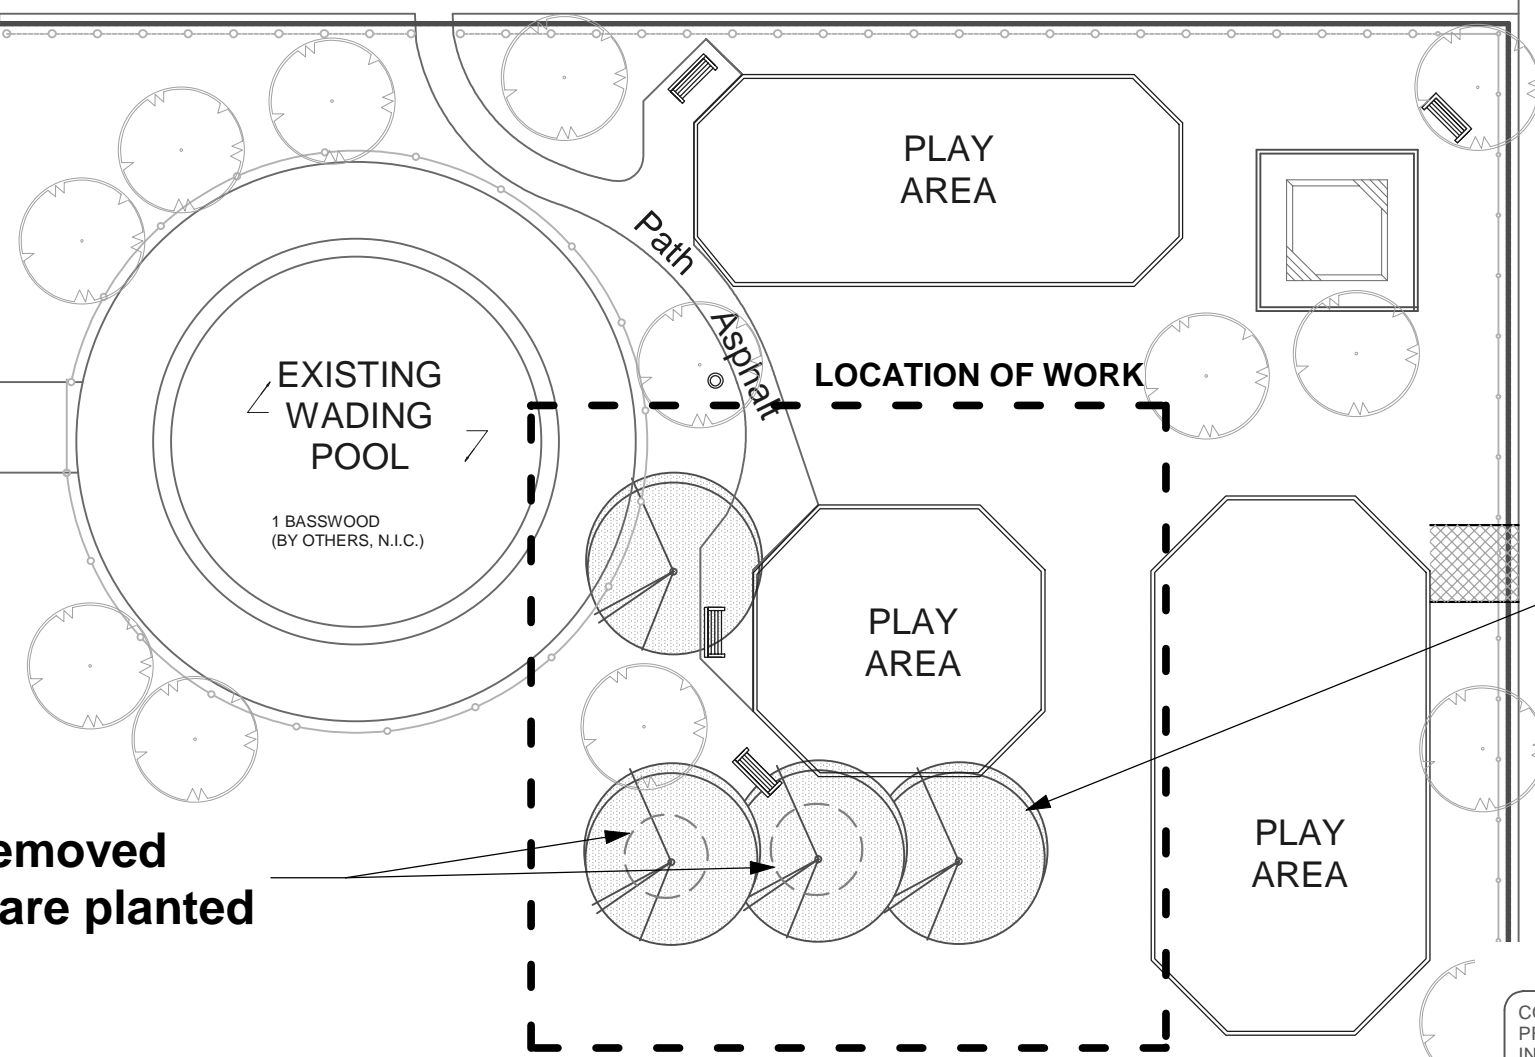 PLAY
AREA
Path
Asphalt
LOCATION OF WORK
EXISTING
WADING
POOL
1 BASSWOOD
(BY OTHERS, N.I.C.)
PLAY
AREA
PLAY
AREA
emoved
are planted